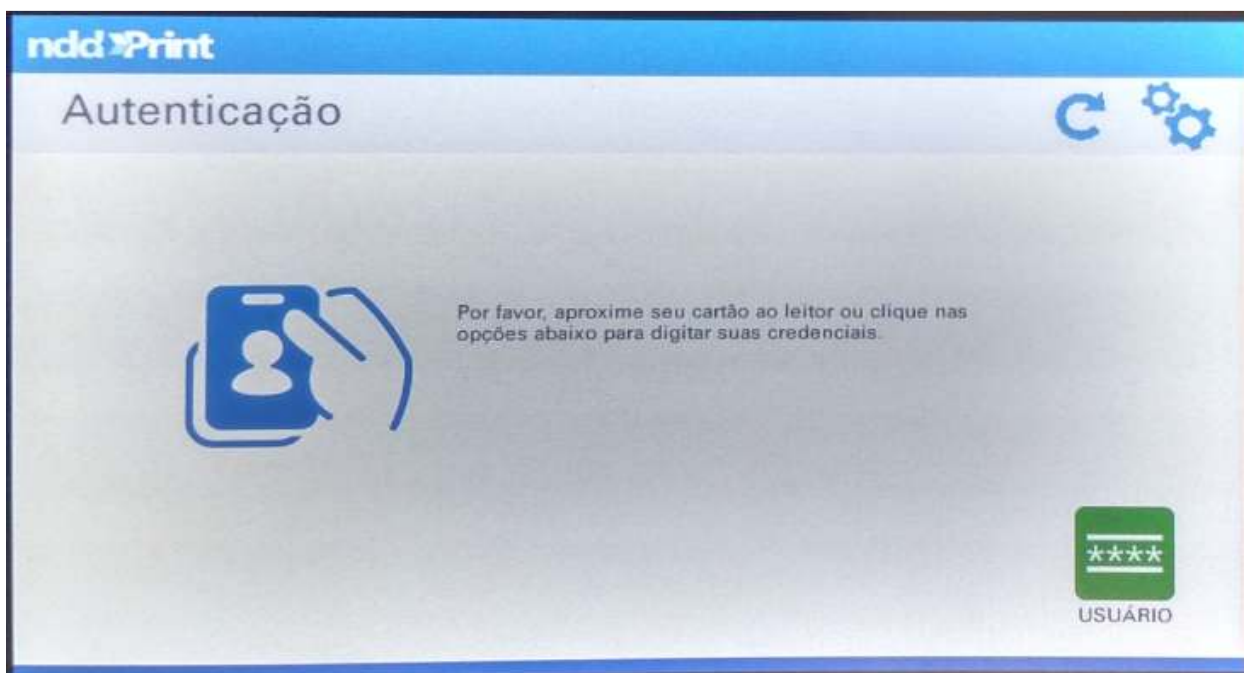 ndd Print
Autenticação
Por favor, aproxime seu cartão ao leitor ou clique nas
opções abaixo para digitar suas credenciais.
****
USUÁRIO